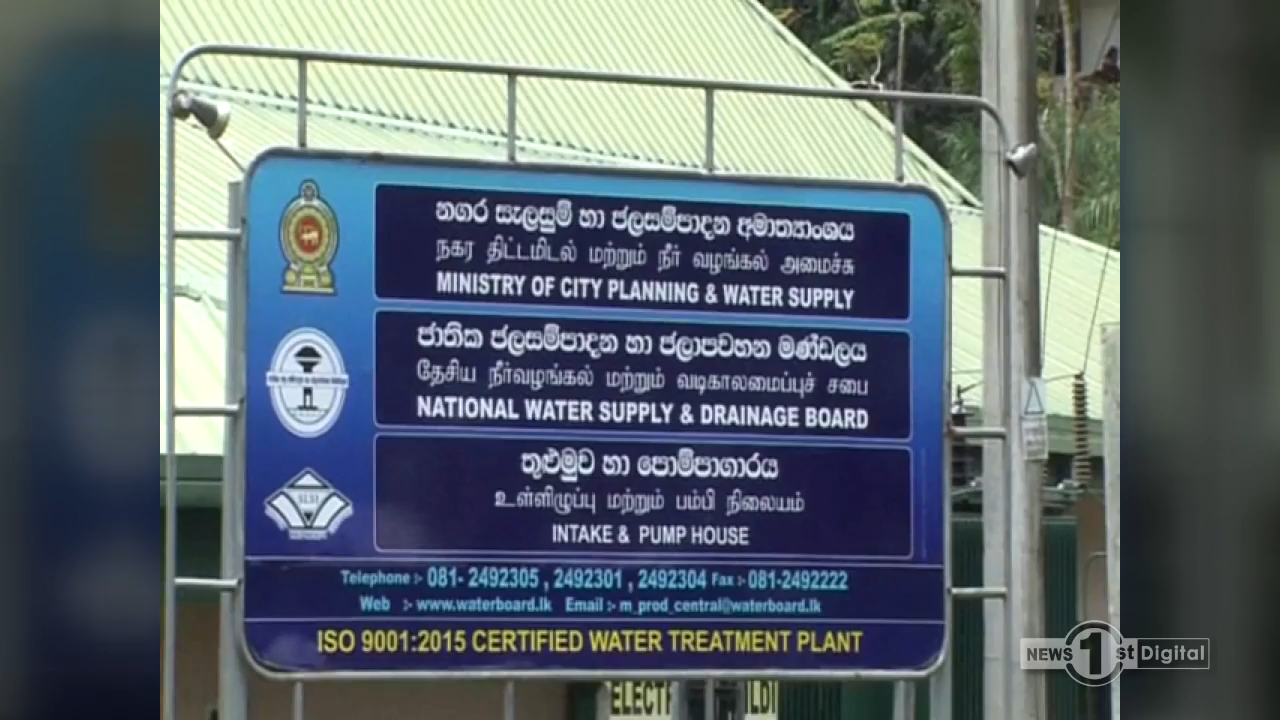 නගර සැලසුම් හා ජලසම්පාදන අමාත්‍යාංශය
நகர திட்டமிடல் மற்றும் நீர் வழங்கல் அமைச்சு
MINISTRY OF CITY PLANNING & WATER SUPPLY
ජාතික ජලසම්පාදන හා ජලාපවහන මණ්ඩලය
தேசிய நீர்வழங்கல் மற்றும் வடிகாலமைப்புச் சபை
NATIONAL WATER SUPPLY & DRAINAGE BOARD
තුළුමුව හා පොම්පාගාරය
உள்ளிழுப்பு மற்றும் பம்பி நிலையம்
INTAKE & PUMP HOUSE
Telephone :- 081- 2492305 , 2492301 , 2492304 Fax :- 081-2492222
Web :- www.waterboard.lk Email :- m_prod_central@waterboard.lk
ISO 9001:2015 CERTIFIED WATER TREATMENT PLANT
SLSI
NEWS 1st Digital